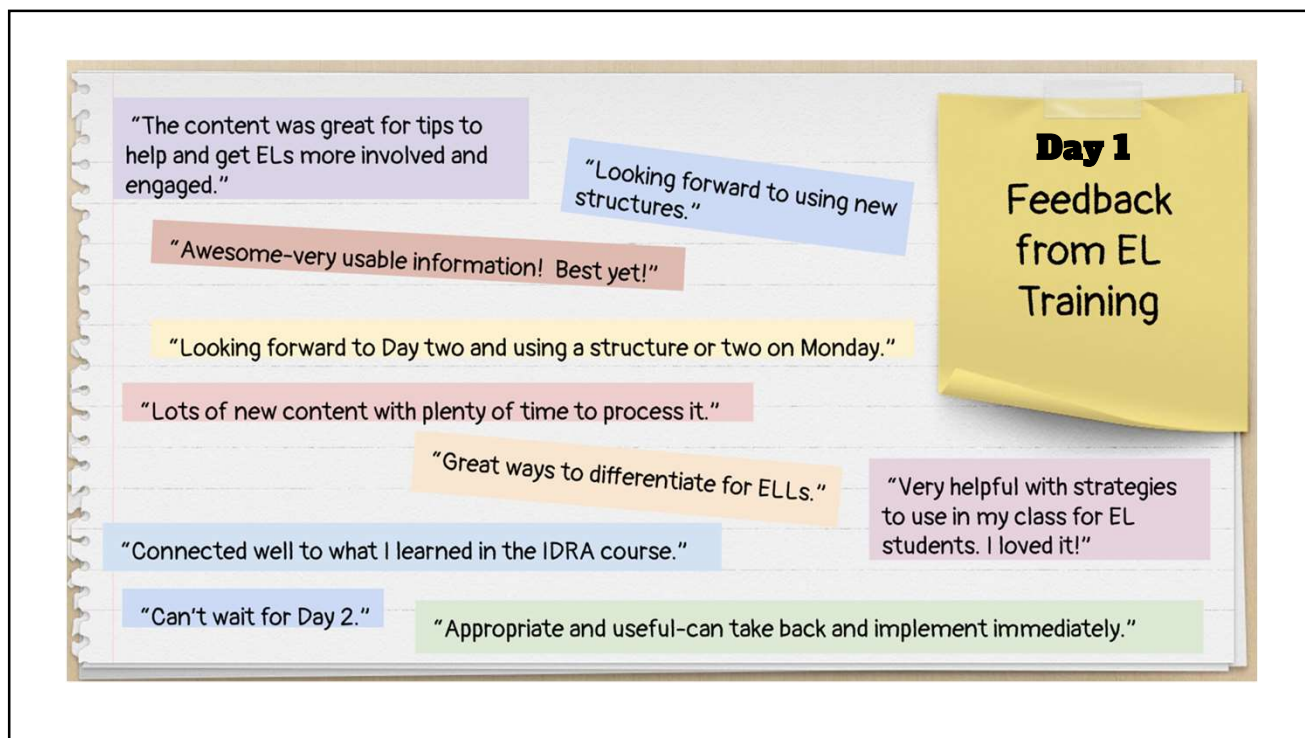 "The content was great for tips to
help and get ELs more involved and
engaged."
"Looking forward to using new
structures."
Day 1
Feedback
from EL
Training
"Awesome-very usable information!  Best yet!"
"Looking forward to Day two and using a structure or two on Monday."
"Lots of new content with plenty of time to process it."
"Great ways to differentiate for ELLs."
"Very helpful with strategies
to use in my class for EL
students. I loved it!"
"Connected well to what I learned in the IDRA course."
"Can't wait for Day 2."
"Appropriate and useful-can take back and implement immediately."